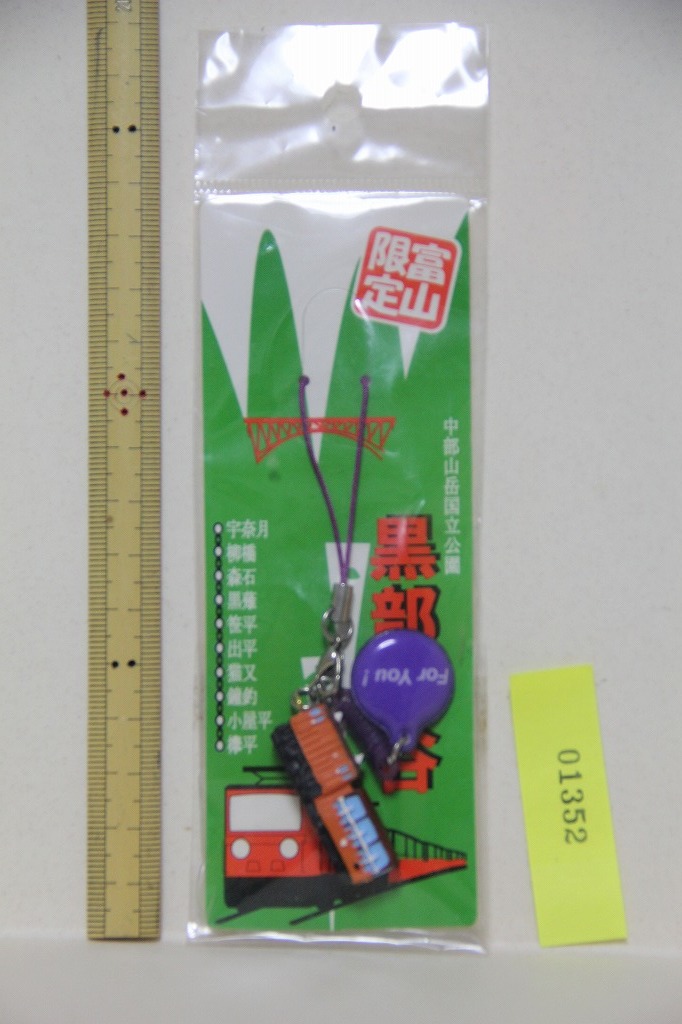 富山
限定
中部山岳国立公園
黒部
谷
宇奈月
柳橋
森石
黒薙
笹平
出平
猫又
鐘釣
小屋平
欅平
For You !
01352
20